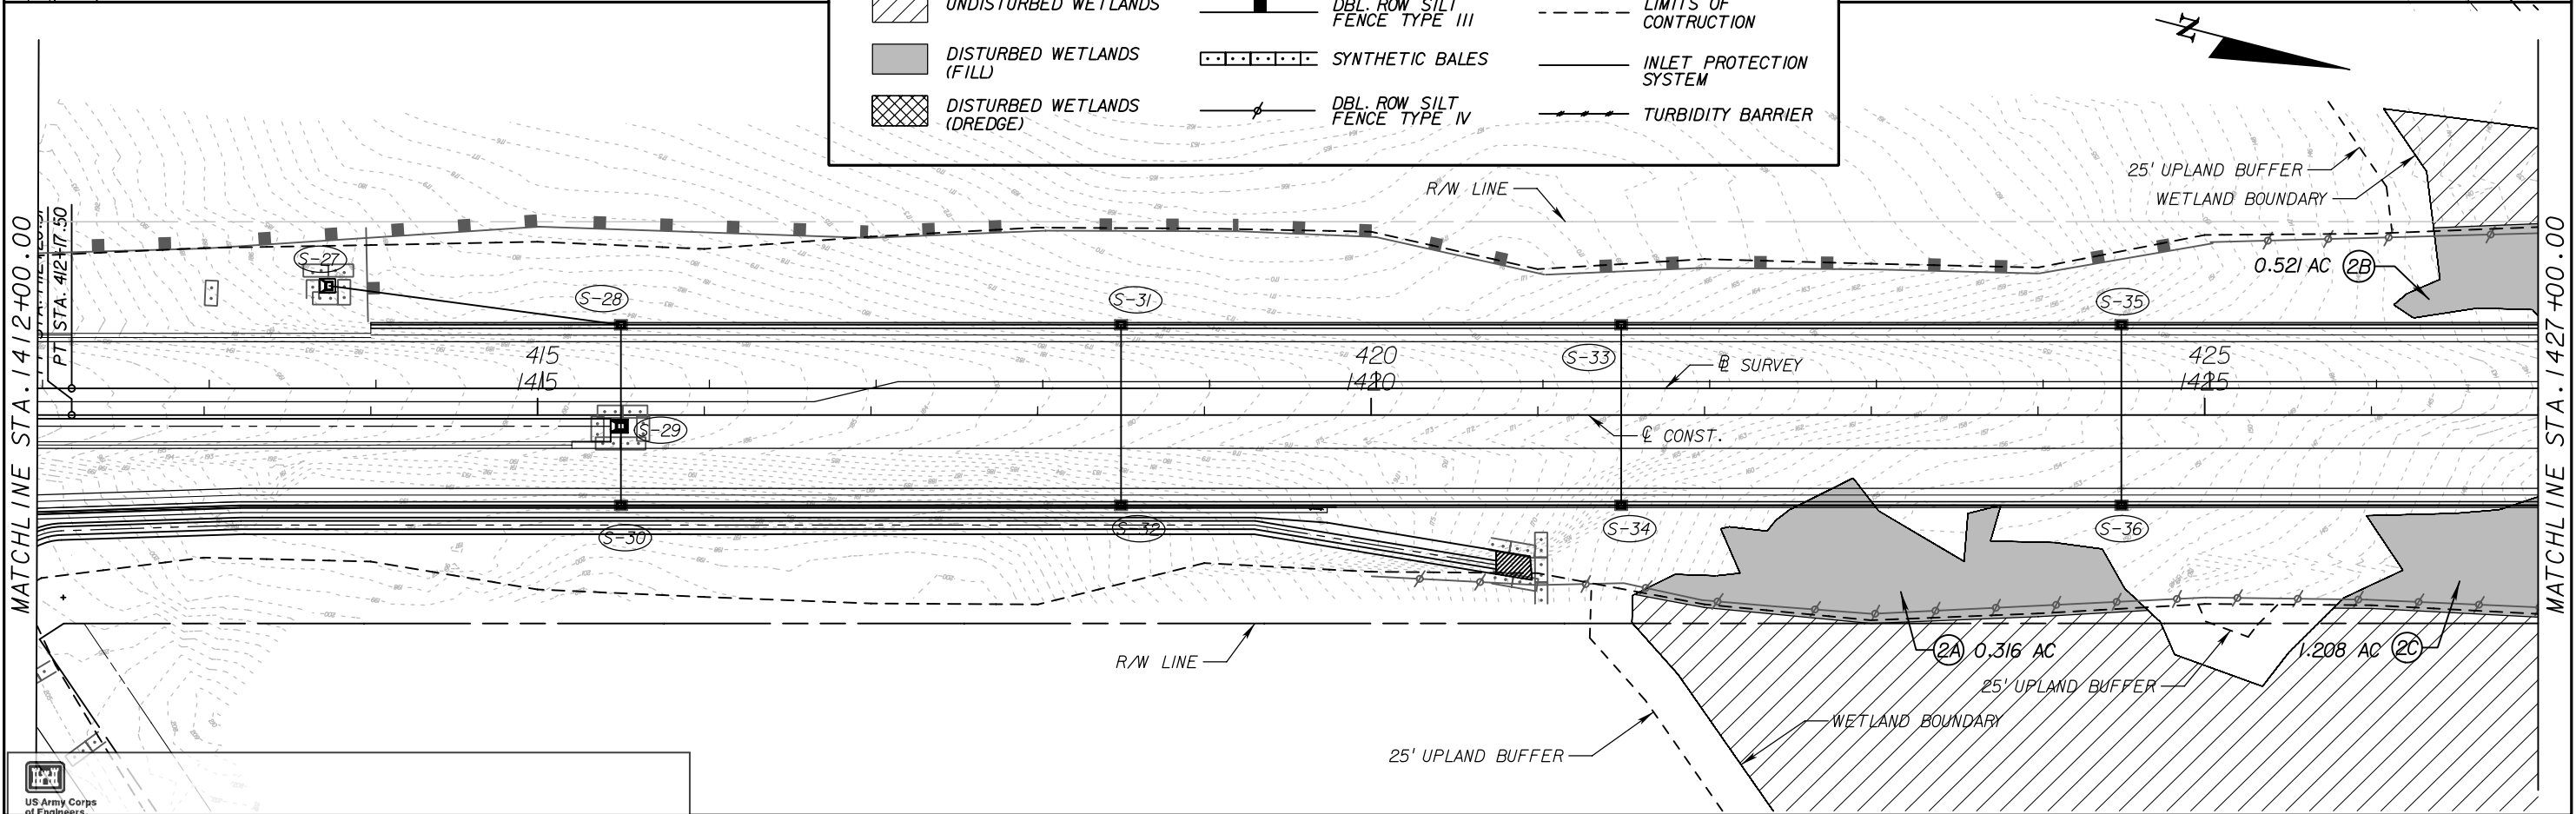 UNDISTURBED WETLANDS
DBL. ROW SILT
FENCE TYPE III
LIMITS OF
CONTRUCTION
DISTURBED WETLANDS
(FILL)
SYNTHETIC BALES
INLET PROTECTION
SYSTEM
DISTURBED WETLANDS
(DREDGE)
DBL. ROW SILT
FENCE TYPE IV
TURBIDITY BARRIER
N
25' UPLAND BUFFER
WETLAND BOUNDARY
R/W LINE
MATCHLINE STA. 1412+00.00
PT STA. 412+17.50
S-27
S-28
S-31
S-33
S-35
0.521 AC 2B
415
420
425
1415
1420
1425
℄ SURVEY
℄ CONST.
S-29
S-30
S-32
S-34
S-36
R/W LINE
2A 0.316 AC
1.208 AC 2C
25' UPLAND BUFFER
WETLAND BOUNDARY
25' UPLAND BUFFER
MATCHLINE STA. 1427+00.00
US Army Corps
of Engineers.